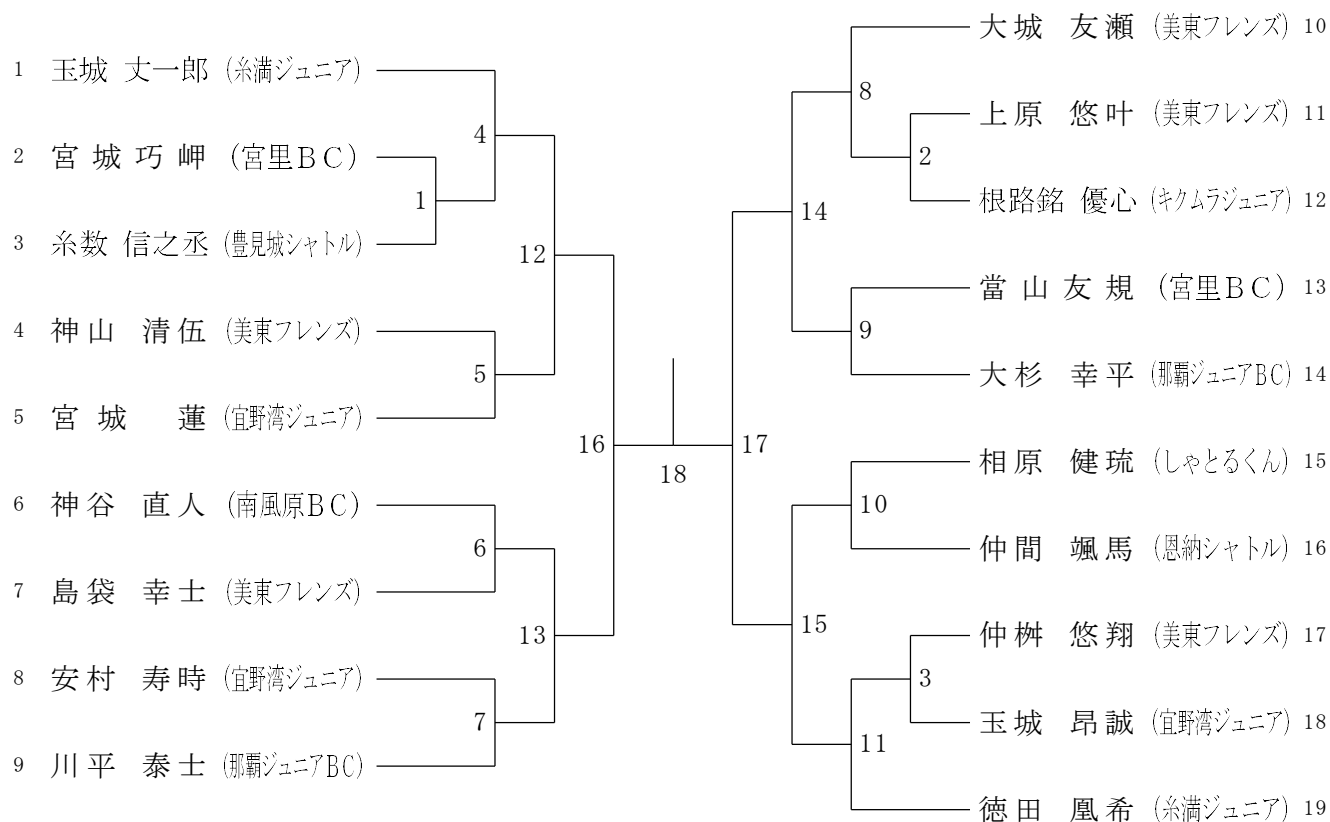 1 玉城 丈一郎 (糸満ジュニア)
2 宮城巧岬 (宮里BC)
3 糸数 信之丞 (豊見城シャトル)
4 神山 清伍 (美東フレンズ)
5 宮城 蓮 (宜野湾ジュニア)
6 神谷 直人 (南風原BC)
7 島袋 幸士 (美東フレンズ)
8 安村 寿時 (宜野湾ジュニア)
9 川平 泰士 (那覇ジュニアBC)
4
1
12
5
16
6
13
7
18
17
14
8
2
9
15
10
3
11
大城 友瀬 (美東フレンズ) 10
上原 悠叶 (美東フレンズ) 11
根路銘 優心 (キクムラジュニア) 12
當山友規 (宮里BC) 13
大杉 幸平 (那覇ジュニアBC) 14
相原 健琉 (しゃとるくん) 15
仲間 颯馬 (恩納シャトル) 16
仲桝 悠翔 (美東フレンズ) 17
玉城 昂誠 (宜野湾ジュニア) 18
徳田 凰希 (糸満ジュニア) 19